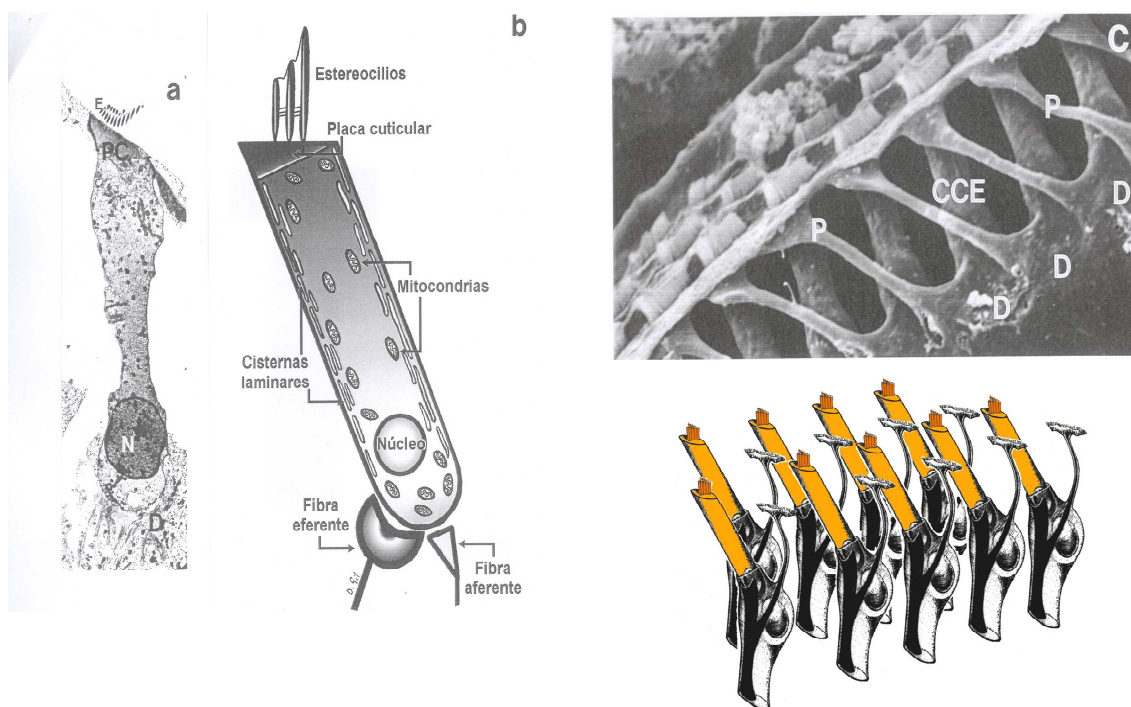 a
E
PC
N
D
b
Estereocilios
Placa cuticular
Mitocondrias
Cisternas
laminares
Núcleo
Fibra
eferente
Fibra
aferente
C
P
CCE
D
P
D
D